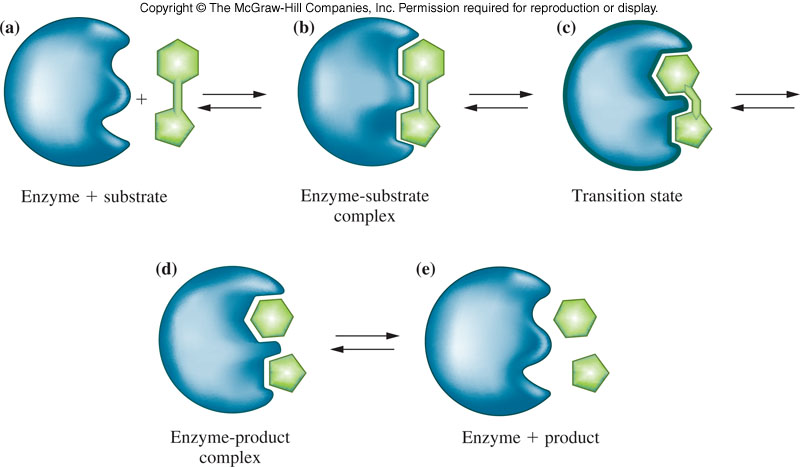 Copyright © The McGraw-Hill Companies, Inc. Permission required for reproduction or display.
(a)
(b)
(c)
+
Enzyme + substrate
Enzyme-substrate
complex
Transition state
(d)
(e)
Enzyme-product
complex
Enzyme + product